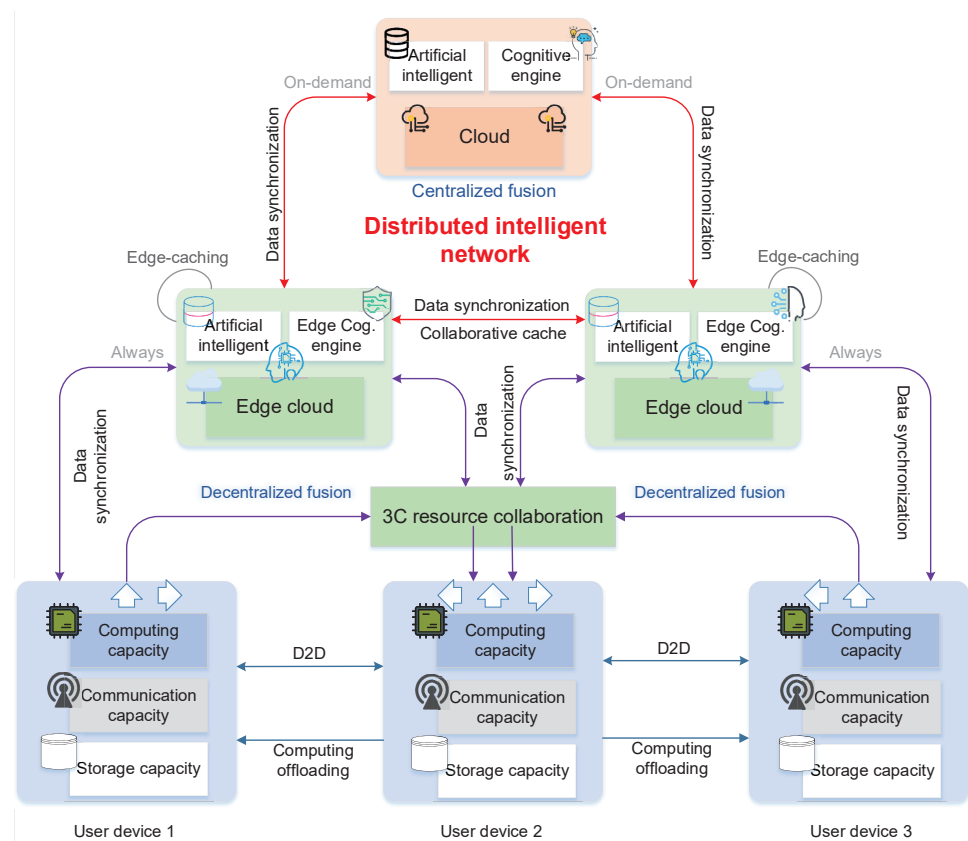 Artificial
intelligent
Cognitive
engine
On-demand
On-demand
Cloud
Data synchronization
Data synchronization
Centralized fusion
Distributed intelligent
network
Edge-caching
Edge-caching
Data synchronization
Collaborative cache
Artificial
intelligent
Edge Cog.
engine
Artificial
intelligent
Edge Cog.
engine
Always
Always
Edge cloud
Edge cloud
Data
synchronization
Data
synchronization
Data synchronization
Decentralized fusion
Decentralized fusion
3C resource collaboration
Computing
capacity
Communication
capacity
Storage capacity
D2D
Computing
offloading
Computing
capacity
Communication
capacity
Storage capacity
D2D
Computing
offloading
Computing
capacity
Communication
capacity
Storage capacity
User device 1
User device 2
User device 3